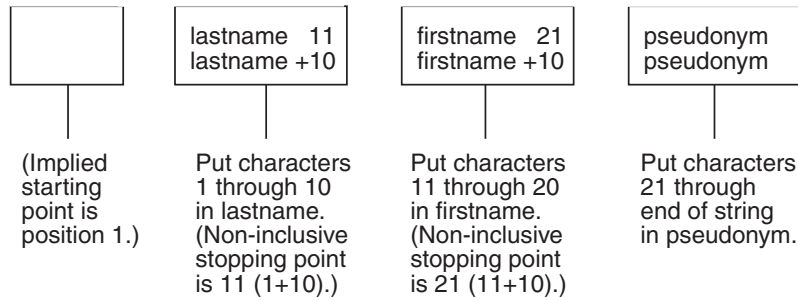 lastname 11
lastname +10
firstname 21
firstname +10
pseudonym
pseudonym
(Implied
starting
point is
position 1.)
Put characters
1 through 10
in lastname.
(Non-inclusive
stopping point
is 11 (1+10).)
Put characters
11 through 20
in firstname.
(Non-inclusive
stopping point
is 21 (11+10).)
Put characters
21 through
end of string
in pseudonym.